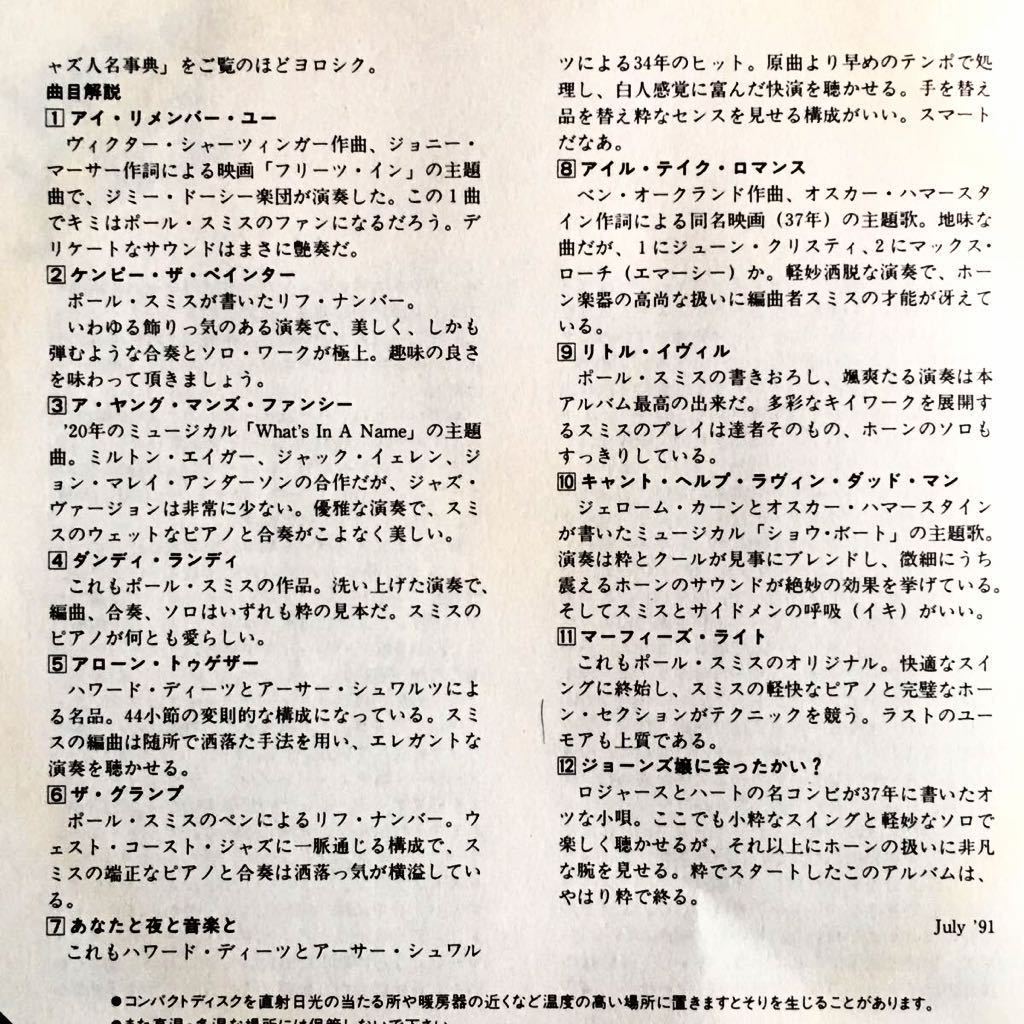 ャズ人名事典」をご覧のほどヨロシク。
曲目解説
1 アイ・リメンバー・ユー
ヴィクター・シャーツィンガー作曲、ジョニー・
マーサー作詞による映画「フリーツ・イン」の主題
曲で、ジミー・ドーシー楽団が演奏した。この1曲
でキミはポール・スミスのファンになるだろう。デ
リケートなサウンドはまさに艶奏だ。
2 ケンビー・ザ・ペインター
ポール・スミスが書いたリフ・ナンバー。
いわゆる飾りっ気のある演奏で、美しく、しかも
弾むような合奏とソロ・ワークが極上。趣味の良さ
を味わって頂きましょう。
3 ア・ヤング・マンズ・ファンシー
'20年のミュージカル「What's In A Name」の主題
曲。ミルトン・エイガー、ジャック・イェレン、ジ
ョン・マレイ・アンダーソンの合作だが、ジャズ・
ヴァージョンは非常に少ない。優雅な演奏で、スミ
スのウェットなピアノと合奏がこよなく美しい。
4 ダンディ・ランディ
これもポール・スミスの作品。洗い上げた演奏で、
編曲、合奏、ソロはいずれも粋の見本だ。スミスの
ピアノが何とも愛らしい。
5 アローン・トゥゲザー
ハワード・ディーツとアーサー・シュワルツによ
る名品。44小節の変則的な構成になっている。スミ
スの編曲は随所で洒落た手法を用い、エレガントな
演奏を聴かせる。
6 ザ・グランプ
ポール・スミスのペンによるリフ・ナンバー。ウ
ェスト・コースト・ジャズに一脈通じる構成で、ス
ミスの端正なピアノと合奏は洒落っ気が横溢してい
る。
7 あなたと夜と音楽と
これもハワード・ディーツとアーサー・シュワル
ツによる34年のヒット。原曲より早めのテンポで処
理し、白人感覚に富んだ快演を聴かせる。手を替え
品を替え粋なセンスを見せる構成がいい。スマート
だなあ。
8 アイル・テイク・ロマンス
ベン・オークランド作曲、オスカー・ハマースタ
イン作詞による同名映画（37年）の主題歌。地味な
曲だが、1にジューン・クリスティ、2にマックス・
ローチ（エマーシー）か。軽妙洒脱な演奏で、ホー
ン楽器の高尚な扱いに編曲者スミスの才能が冴えて
いる。
9 リトル・イヴィル
ポール・スミスの書きおろし、颯爽たる演奏は本
アルバム最高の出来だ。多彩なキイワークを展開す
るスミスのプレイは達者そのもの、ホーンのソロも
すっきりしている。
10 キャント・ヘルプ・ラヴィン・ダッド・マン
ジェローム・カーンとオスカー・ハマースタイン
が書いたミュージカル「ショウ・ボート」の主題歌。
演奏は粋とクールが見事にブレンドし、微細にうち
震えるホーンのサウンドが絶妙の効果を挙げている。
そしてスミスとサイドメンの呼吸（イキ）がいい。
11 マーフィーズ・ライト
これもポール・スミスのオリジナル。快適なスイ
ングに終始し、スミスの軽快なピアノと完璧なホー
ン・セクションがテクニックを競う。ラストのユー
モアも上質である。
12 ジョーンズ嬢に会ったかい？
ロジャースとハートの名コンビが37年に書いたオ
ツな小唄。ここでも小粋なスイングと軽妙なソロで
楽しく聴かせるが、それ以上にホーンの扱いに非凡
な腕を見せる。粋でスタートしたこのアルバムは、
やはり粋で終る。
July '91
●コンパクトディスクを直射日光の当たる所や暖房器の近くなど温度の高い場所に置きますとそりを生じることがあります。
●また高温・多湿な場所には保管しないで下さい。